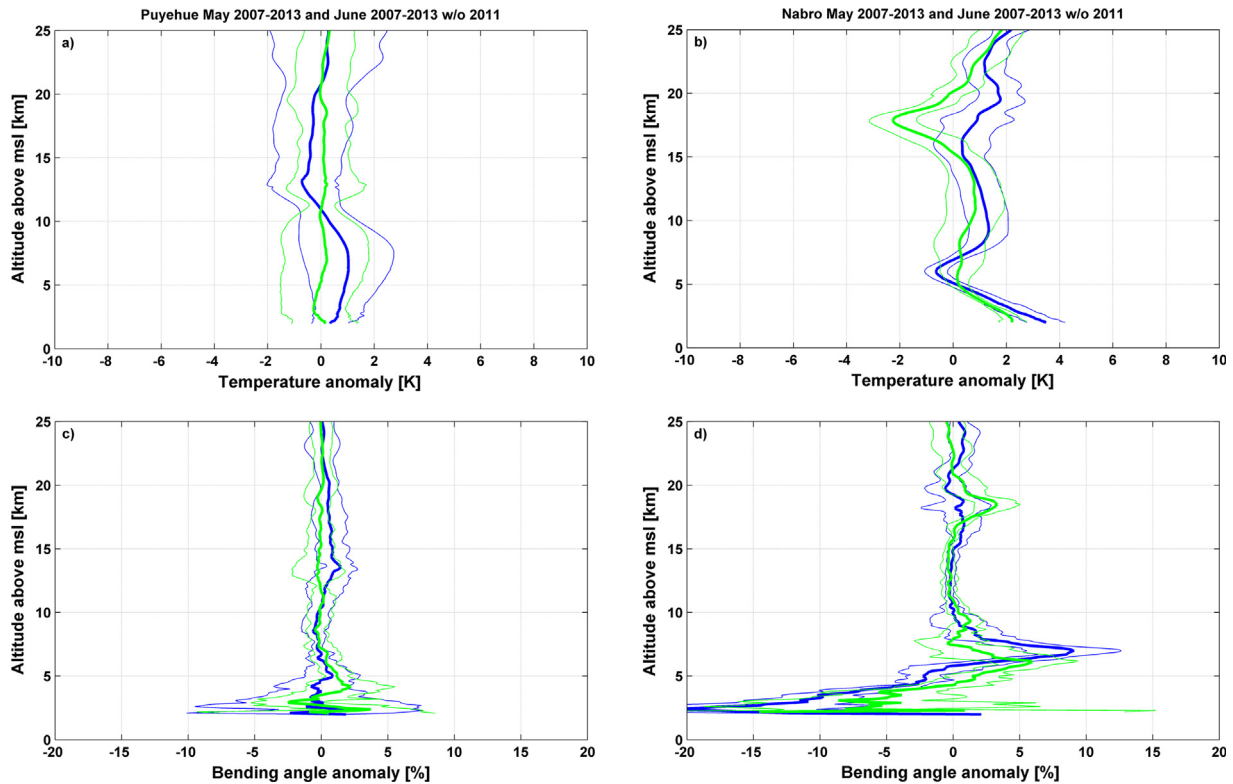 Puyehue May 2007-2013 and June 2007-2013 w/o 2011
a)
25
20
15
10
5
0
Altitude above msl [km]
-10 -8 -6 -4 -2 0 2 4 6 8 10
Temperature anomaly [K]
Nabro May 2007-2013 and June 2007-2013 w/o 2011
b)
25
20
15
10
5
0
Altitude above msl [km]
-10 -8 -6 -4 -2 0 2 4 6 8 10
Temperature anomaly [K]
c)
25
20
15
10
5
0
Altitude above msl [km]
-20 -15 -10 -5 0 5 10 15 20
Bending angle anomaly [%]
d)
25
20
15
10
5
0
Altitude above msl [km]
-20 -15 -10 -5 0 5 10 15 20
Bending angle anomaly [%]